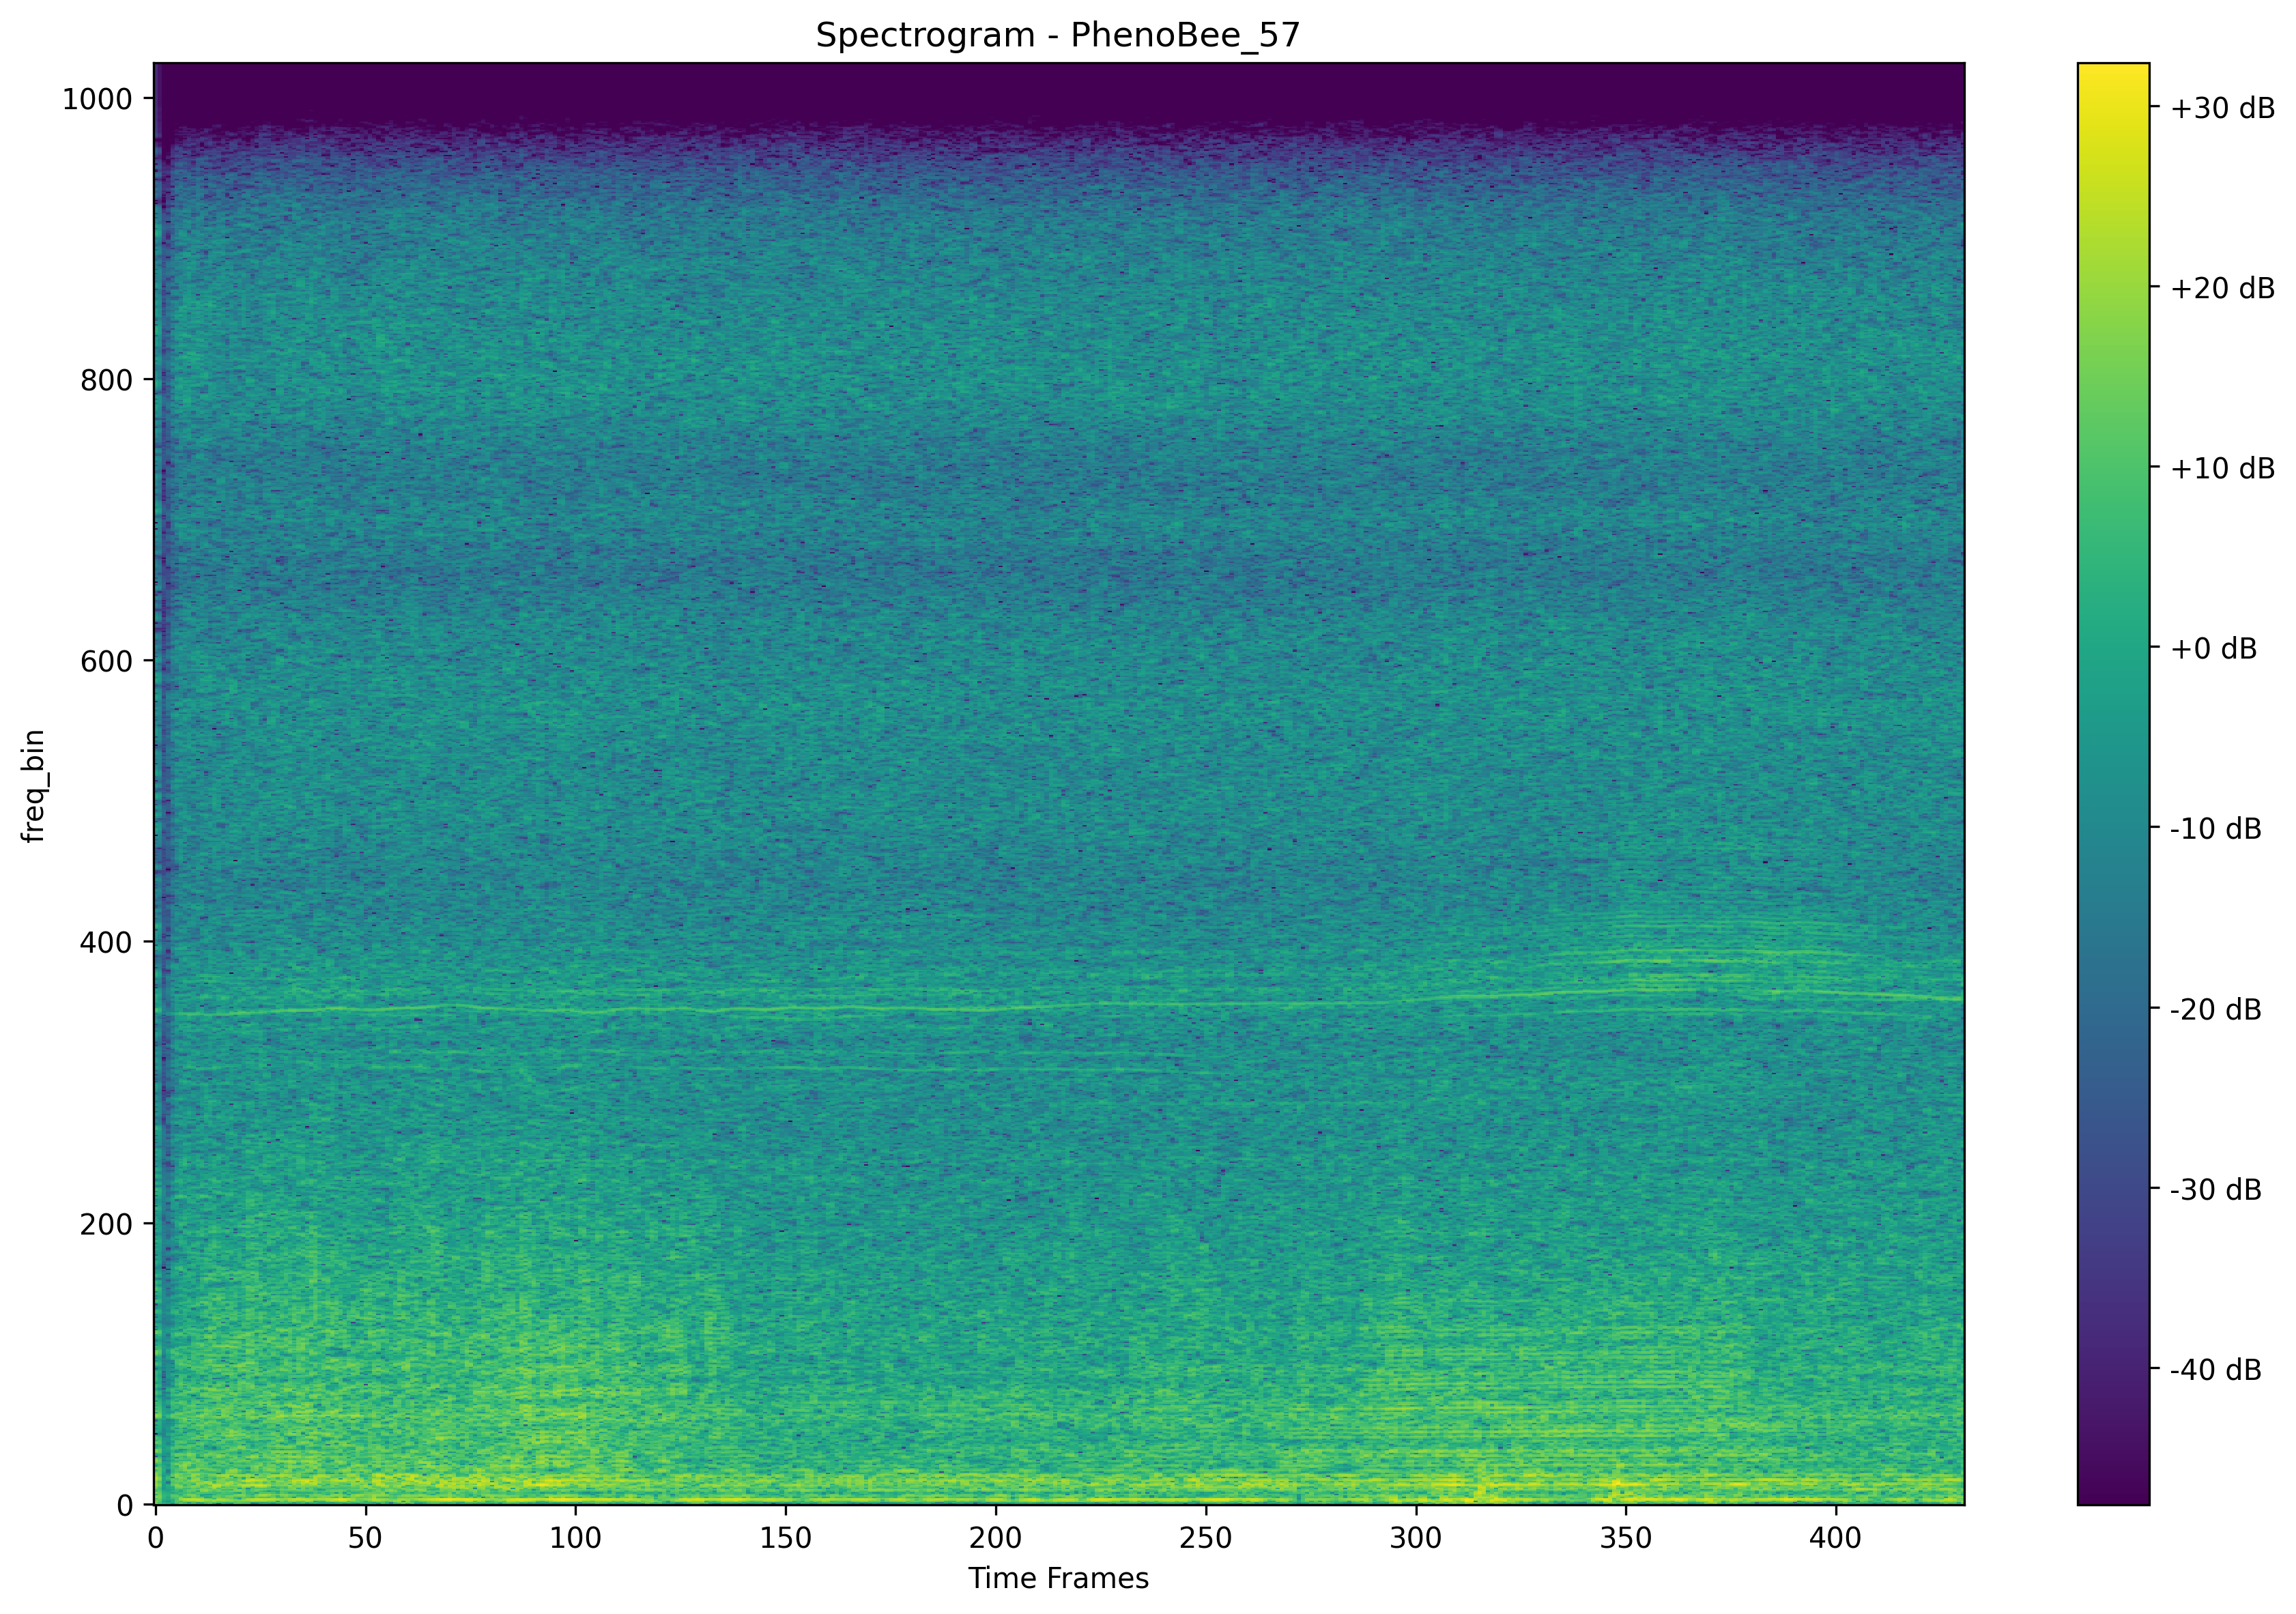 Spectrogram - PhenoBee_57
1000
800
600
400
200
0
freq_bin
0 50 100 150 200 250 300 350 400
Time Frames
+30 dB
+20 dB
+10 dB
+0 dB
-10 dB
-20 dB
-30 dB
-40 dB